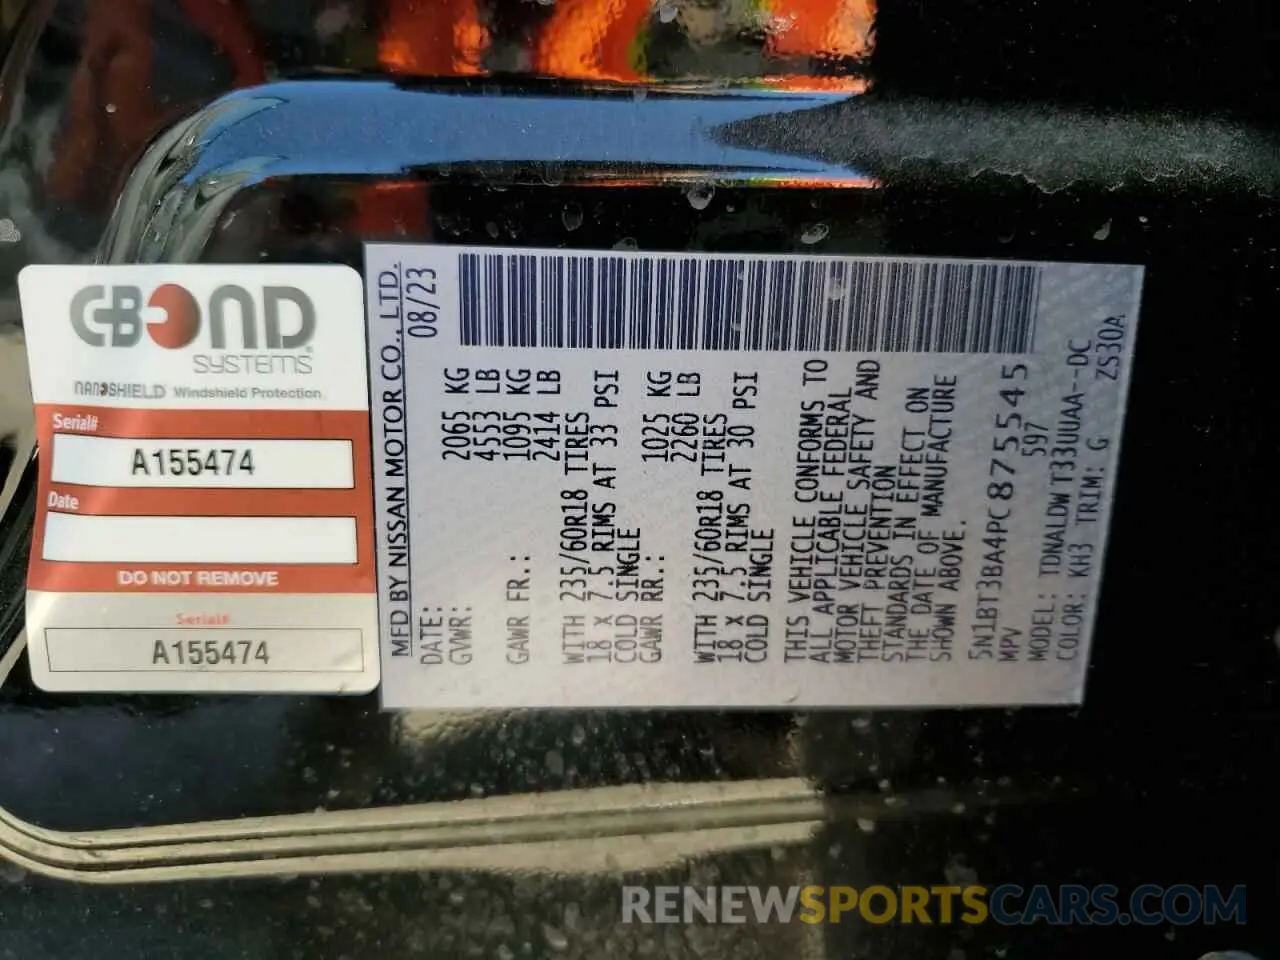 C-BOND
SYSTEMS
NANOSHIELD Windshield Protection
Serial#
A155474
Date
DO NOT REMOVE
Serial#
A155474
MFD BY NISSAN MOTOR CO., LTD.
DATE: 08/23
GVWR: 2065 KG
4553 LB
GAWR FR.: 1095 KG
2414 LB
WITH 235/60R18 TIRES
18 X 7.5 RIMS AT 33 PSI
COLD SINGLE
GAWR RR.: 1025 KG
2260 LB
WITH 235/60R18 TIRES
18 X 7.5 RIMS AT 30 PSI
COLD SINGLE
THIS VEHICLE CONFORMS TO
ALL APPLICABLE FEDERAL
MOTOR VEHICLE SAFETY AND
THEFT PREVENTION
STANDARDS IN EFFECT ON
THE DATE OF MANUFACTURE
SHOWN ABOVE.
5N1BT3BA4PC875545
MPV 597
MODEL: TDNALDWT33UUAA--DC
COLOR: KH3 TRIM: G ZS30A
RENEWSPORTSCARS.COM